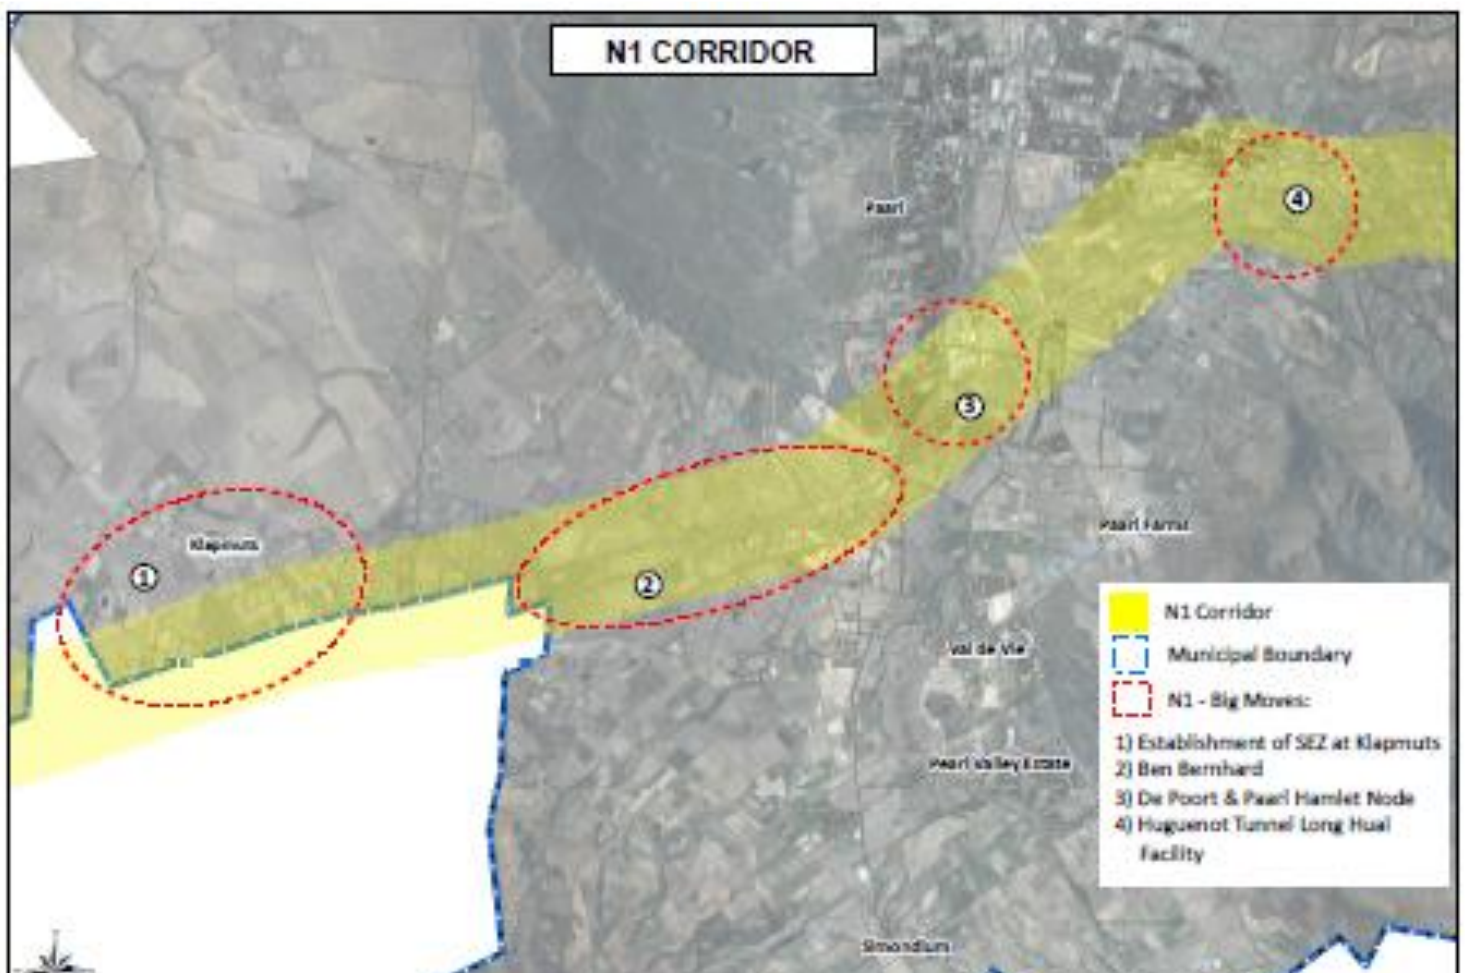 N1 CORRIDOR
Paarl
4
3
Klapmuts
1
2
Paarl Farms
Val de Vie
Pearl Valley Estate
Simondium
N1 Corridor
Municipal Boundary
N1 - Big Moves:
1) Establishment of SEZ at Klapmuts
2) Ben Bernhard
3) De Poort & Paarl Hamlet Node
4) Huguenot Tunnel Long Hual
Facility